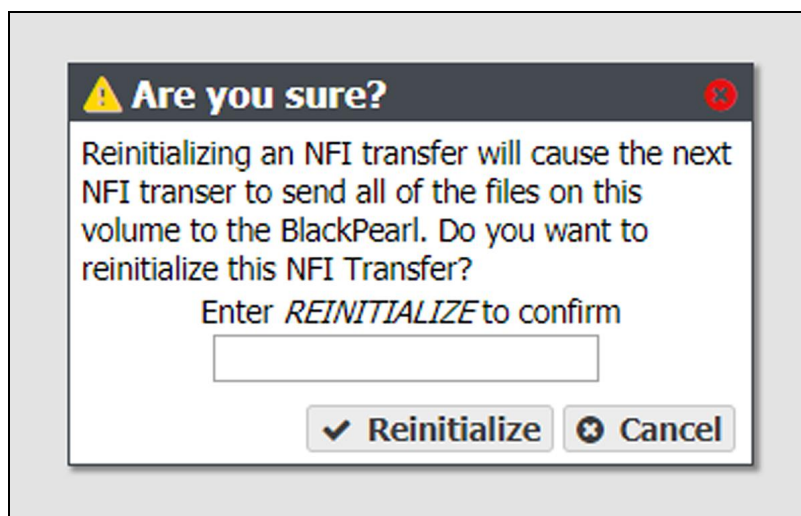 Are you sure?
Reinitializing an NFI transfer will cause the next
NFI transer to send all of the files on this
volume to the BlackPearl. Do you want to
reinitialize this NFI Transfer?
Enter REINITIALIZE to confirm
Reinitialize Cancel